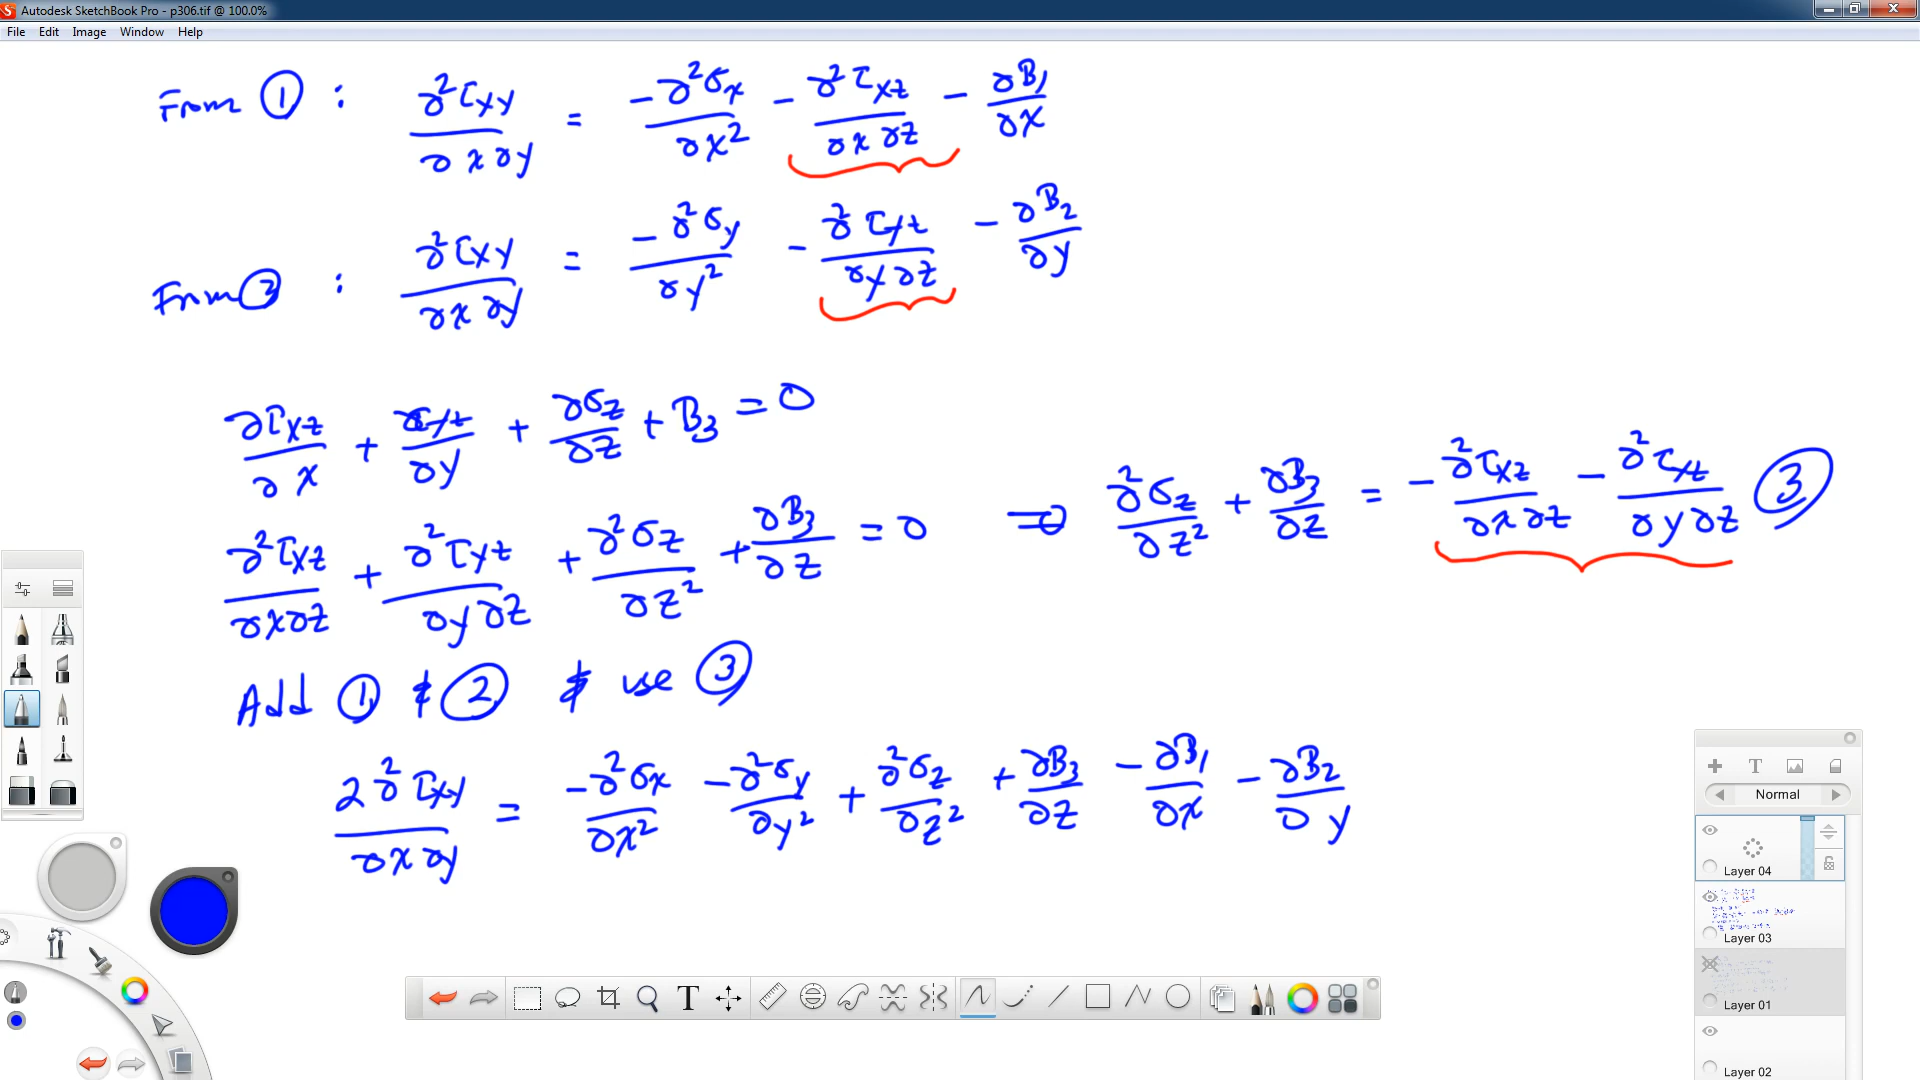 Autodesk SketchBook Pro - p306.tif @ 100.0%
File Edit Image Window Help
From ① : ∂²τxy/∂x∂y = -∂²σx/∂x² - ∂²τxz/∂x∂z - ∂B₁/∂x
From ② : ∂²τxy/∂x∂y = -∂²σy/∂y² - ∂²τyz/∂y∂z - ∂B₂/∂y
∂τxz/∂x + ∂τyz/∂y + ∂σz/∂z + B₃ = 0
∂²τxz/∂x∂z + ∂²τyz/∂y∂z + ∂²σz/∂z² + ∂B₃/∂z = 0 ⇒ ∂²σz/∂z² + ∂B₃/∂z = -∂²τxz/∂x∂z - ∂²τyz/∂y∂z ③
Add ① & ② & use ③
2∂²τxy/∂x∂y = -∂²σx/∂x² - ∂²σy/∂y² + ∂²σz/∂z² + ∂B₃/∂z - ∂B₁/∂x - ∂B₂/∂y
T
Normal
Layer 04
Layer 03
Layer 01
Layer 02
T